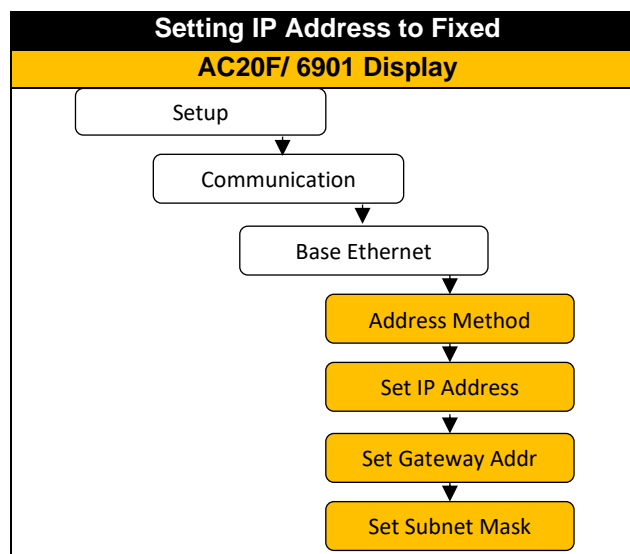 Setting IP Address to Fixed
AC20F/ 6901 Display
Setup
Communication
Base Ethernet
Address Method
Set IP Address
Set Gateway Addr
Set Subnet Mask